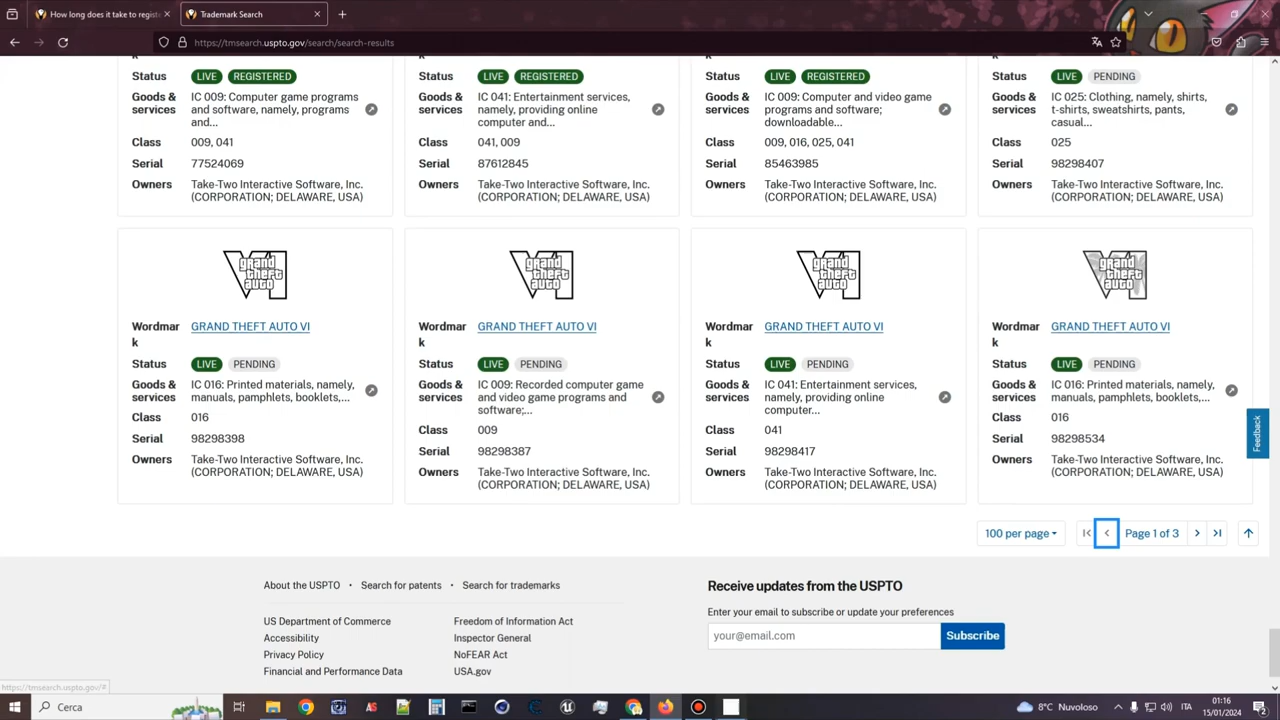 How long does it take to regist
Trademark Search
https://tmsearch.uspto.gov/search/search-results
k
k
k
k
Status LIVE REGISTERED
Goods & services IC 009: Computer game programs
and software, namely, programs
and...
Class 009, 041
Serial 77524069
Owners Take-Two Interactive Software, Inc.
(CORPORATION; DELAWARE, USA)
Status LIVE REGISTERED
Goods & services IC 041: Entertainment services,
namely, providing online
computer and...
Class 041, 009
Serial 87612845
Owners Take-Two Interactive Software, Inc.
(CORPORATION; DELAWARE, USA)
Status LIVE REGISTERED
Goods & services IC 009: Computer and video game
programs and software;
downloadable...
Class 009, 016, 025, 041
Serial 85463985
Owners Take-Two Interactive Software, Inc.
(CORPORATION; DELAWARE, USA)
Status LIVE PENDING
Goods & services IC 025: Clothing, namely, shirts,
t-shirts, sweatshirts, pants,
casual...
Class 025
Serial 98298407
Owners Take-Two Interactive Software, Inc.
(CORPORATION; DELAWARE, USA)
VI
grand
theft
auto
Wordmar
k GRAND THEFT AUTO VI
Status LIVE PENDING
Goods & services IC 016: Printed materials, namely,
manuals, pamphlets, booklets,...
Class 016
Serial 98298398
Owners Take-Two Interactive Software, Inc.
(CORPORATION; DELAWARE, USA)
VI
grand
theft
auto
Wordmar
k GRAND THEFT AUTO VI
Status LIVE PENDING
Goods & services IC 009: Recorded computer game
and video game programs and
software;...
Class 009
Serial 98298387
Owners Take-Two Interactive Software, Inc.
(CORPORATION; DELAWARE, USA)
VI
grand
theft
auto
Wordmar
k GRAND THEFT AUTO VI
Status LIVE PENDING
Goods & services IC 041: Entertainment services,
namely, providing online
computer...
Class 041
Serial 98298417
Owners Take-Two Interactive Software, Inc.
(CORPORATION; DELAWARE, USA)
VI
grand
theft
auto
Wordmar
k GRAND THEFT AUTO VI
Status LIVE PENDING
Goods & services IC 016: Printed materials, namely,
manuals, pamphlets, booklets,...
Class 016
Serial 98298534
Owners Take-Two Interactive Software, Inc.
(CORPORATION; DELAWARE, USA)
Feedback
100 per page Page 1 of 3
About the USPTO • Search for patents • Search for trademarks
US Department of Commerce
Accessibility
Privacy Policy
Financial and Performance Data
Freedom of Information Act
Inspector General
NoFEAR Act
USA.gov
Receive updates from the USPTO
Enter your email to subscribe or update your preferences
your@email.com Subscribe
https://tmsearch.uspto.gov/#
Cerca
8°C Nuvoloso
ITA
01:16
15/01/2024
2